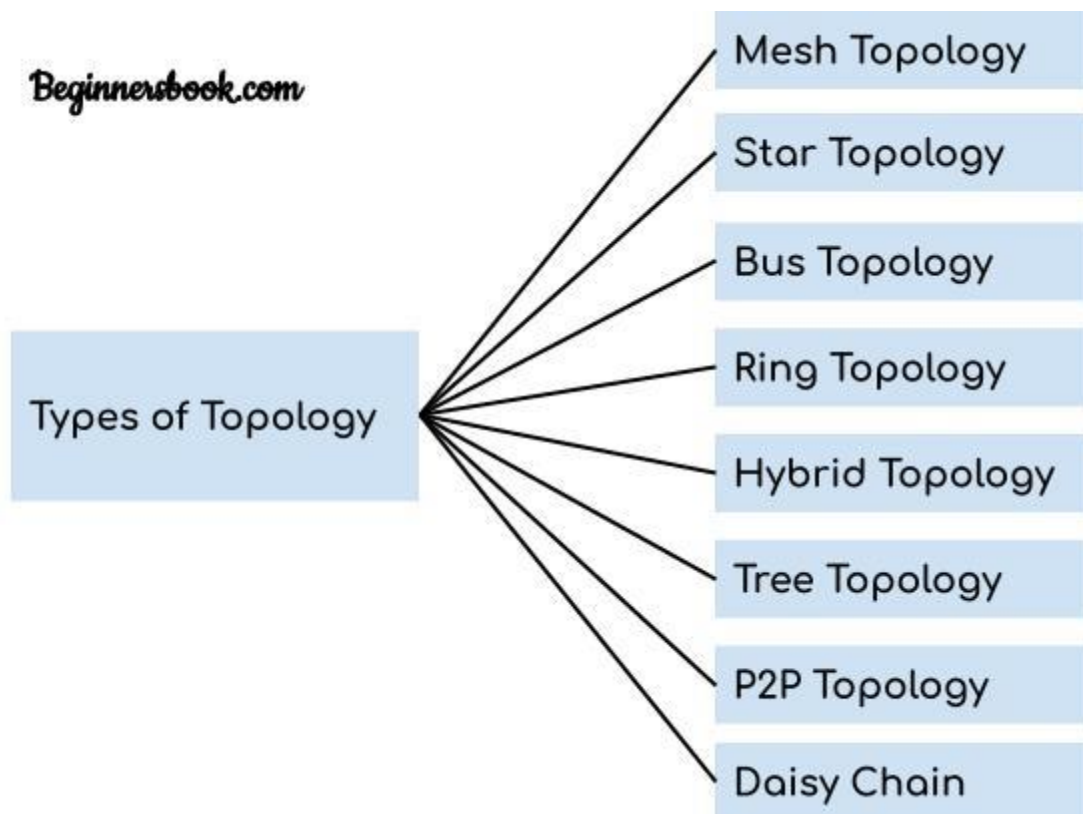 Beginnersbook.com
Mesh Topology
Star Topology
Bus Topology
Ring Topology
Types of Topology
Hybrid Topology
Tree Topology
P2P Topology
Daisy Chain